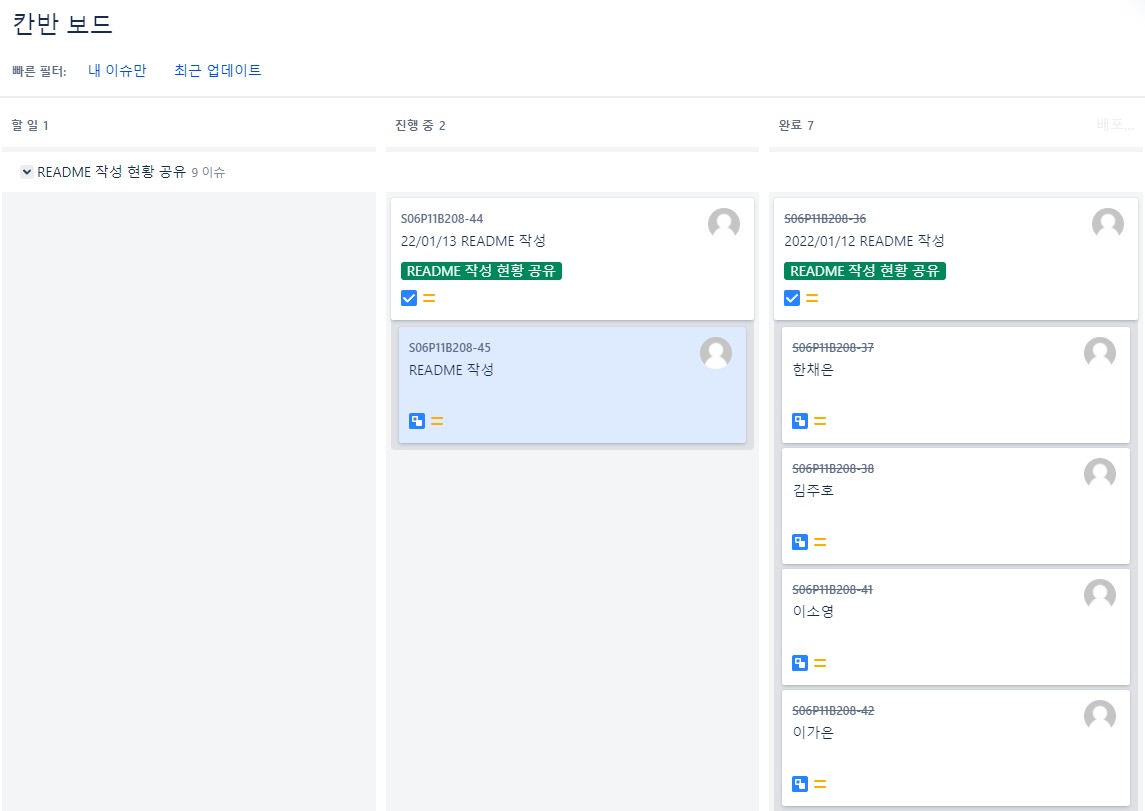 칸반 보드
빠른 필터: 내 이슈만 최근 업데이트
할 일 1
진행 중 2
완료 7
배포...
README 작성 현황 공유 9 이슈
S06P11B208-44
22/01/13 README 작성
README 작성 현황 공유
S06P11B208-45
README 작성
S06P11B208-36
2022/01/12 README 작성
README 작성 현황 공유
S06P11B208-37
한채은
S06P11B208-38
김주호
S06P11B208-41
이소영
S06P11B208-42
이가은